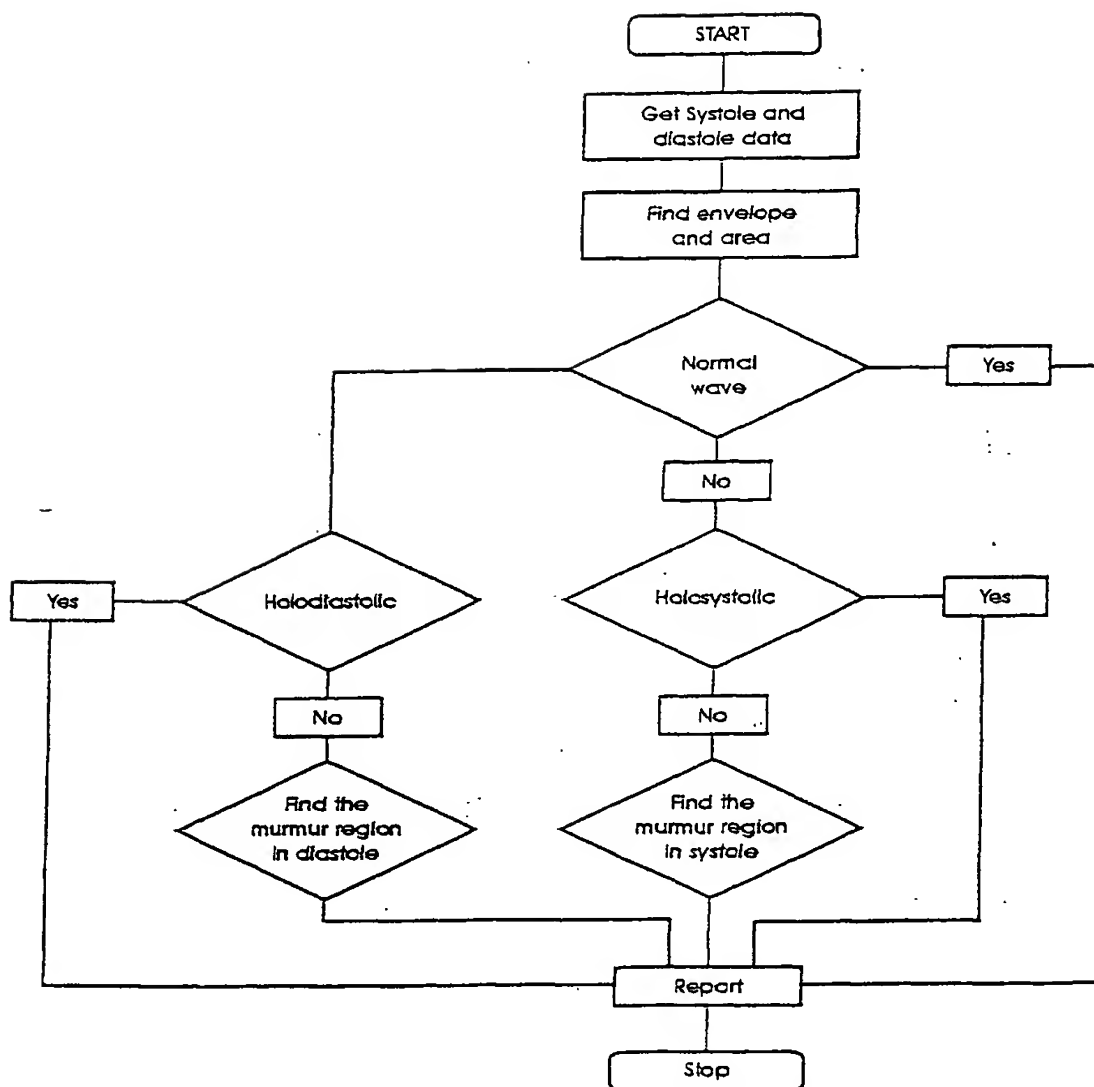 START
Get Systole and
diastole data
Find envelope
and area
Normal
wave
Yes
No
Yes
Holodiastolic
Holosystolic
Yes
No
No
Find the
murmur region
in diastole
Find the
murmur region
in systole
Report
Stop